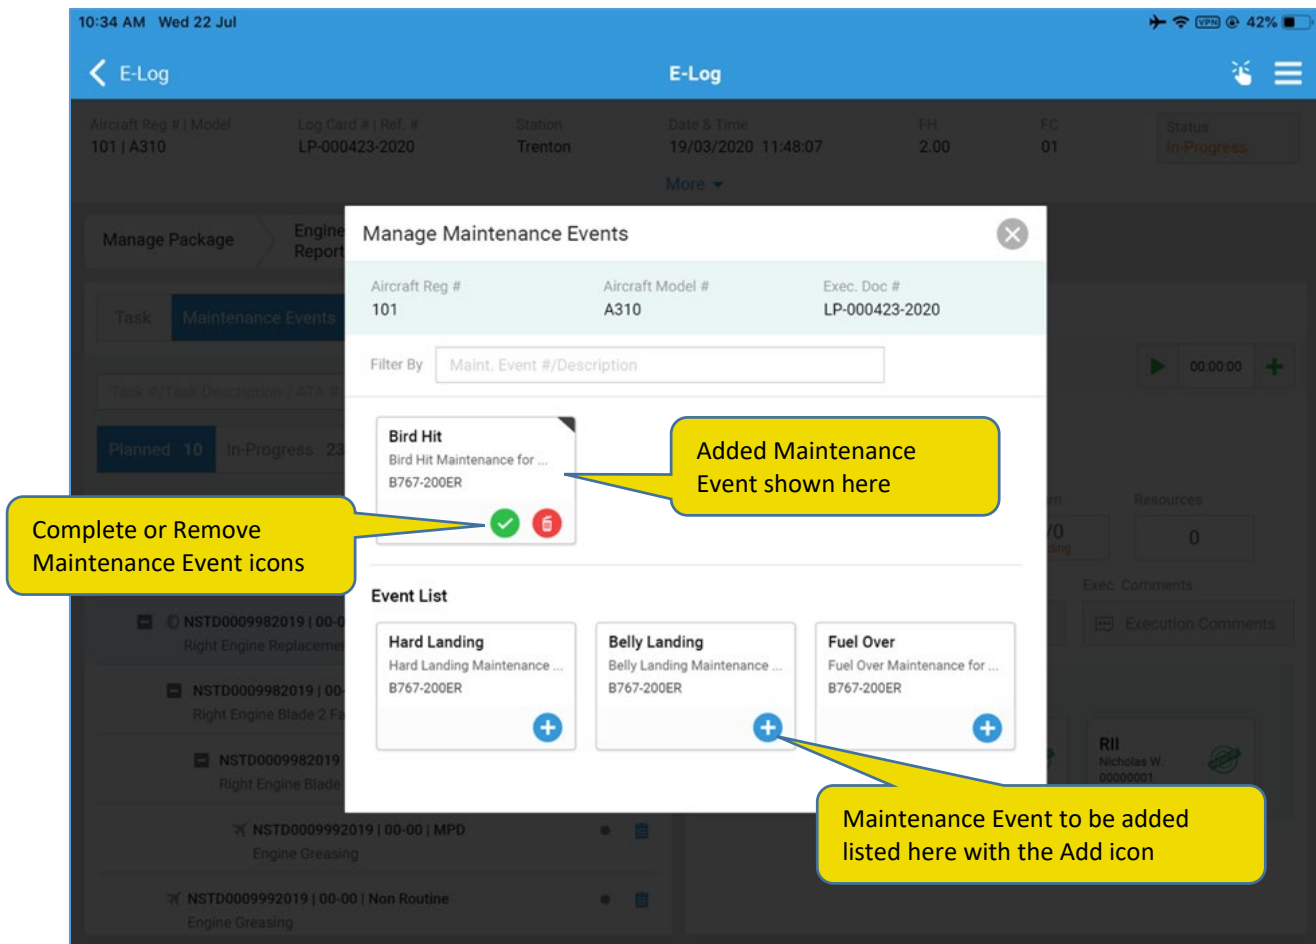 10:34 AM Wed 22 Jul
VPN 42%
E-Log
E-Log
Aircraft Reg # | Model
Log Card # | Ref. #
Station
Date & Time
FH
FC
Status
101 | A310
LP-000423-2020
Trenton
19/03/2020 11:48:07
2.00
01
In-Progress
More
Manage Package
Engine
Report
Manage Maintenance Events
Aircraft Reg #
Aircraft Model #
Exec. Doc #
101
A310
LP-000423-2020
Task
Maintenance Events
Filter By
Maint. Event #/Description
00:00:00
Task #/Task Description / ATA #
Planned 10
In-Progress 23
Bird Hit
Bird Hit Maintenance for ...
B767-200ER
Added Maintenance
Event shown here
Complete or Remove
Maintenance Event icons
Resources
0
Exec. Comments
Execution Comments
Event List
Hard Landing
Hard Landing Maintenance ...
B767-200ER
Belly Landing
Belly Landing Maintenance ...
B767-200ER
Fuel Over
Fuel Over Maintenance for ...
B767-200ER
NSTD0009982019 | 00-0
Right Engine Replaceme
NSTD0009982019 | 00-
Right Engine Blade 2 Fa
NSTD0009982019
Right Engine Blade
RII
Nicholas W.
00000001
Maintenance Event to be added
listed here with the Add icon
NSTD0009992019 | 00-00 | MPD
Engine Greasing
NSTD0009992019 | 00-00 | Non Routine
Engine Greasing